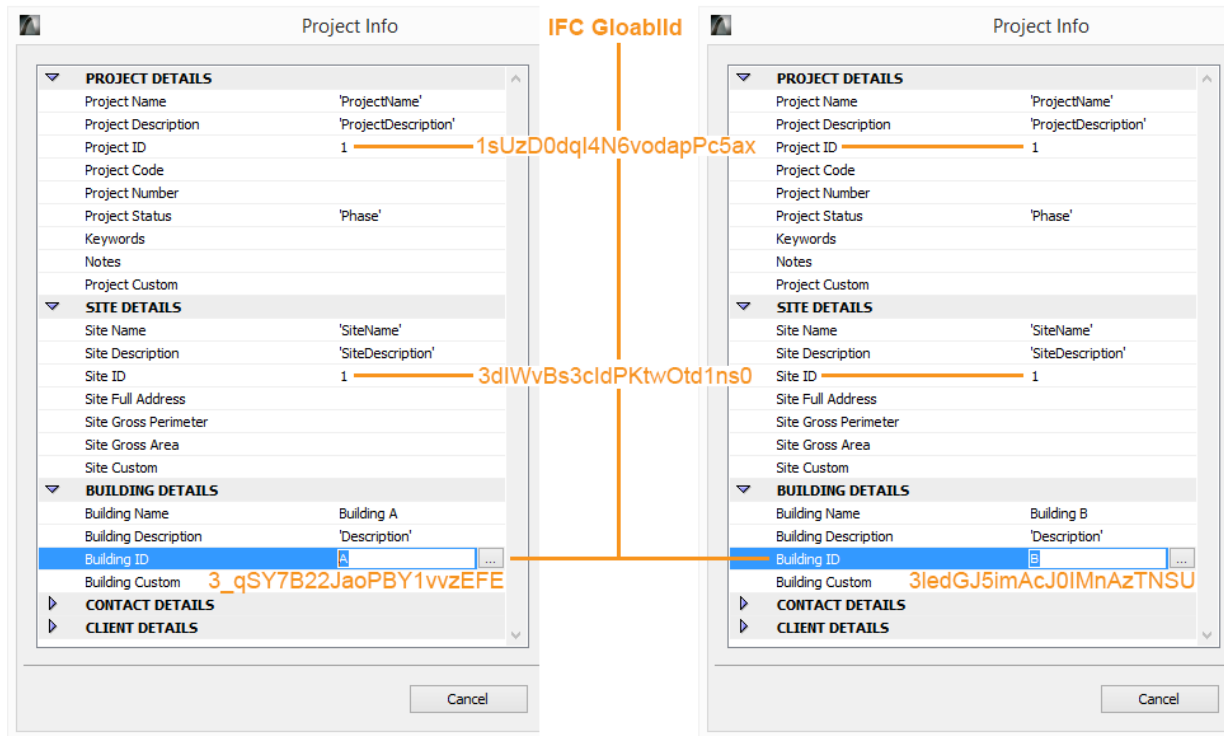 Project Info
IFC GloablId
Project Info
PROJECT DETAILS
Project Name 'ProjectName'
Project Description 'ProjectDescription'
Project ID 1
Project Code
Project Number
Project Status 'Phase'
Keywords
Notes
Project Custom
SITE DETAILS
Site Name 'SiteName'
Site Description 'SiteDescription'
Site ID 1
Site Full Address
Site Gross Perimeter
Site Gross Area
Site Custom
BUILDING DETAILS
Building Name Building A
Building Description 'Description'
Building ID A ...
Building Custom 3_qSY7B22JaoPBY1vvzEFE
CONTACT DETAILS
CLIENT DETAILS
Cancel
1sUzD0dqI4N6vodapPc5ax
3dIWvBs3cIdPKtwOtd1ns0
PROJECT DETAILS
Project Name 'ProjectName'
Project Description 'ProjectDescription'
Project ID 1
Project Code
Project Number
Project Status 'Phase'
Keywords
Notes
Project Custom
SITE DETAILS
Site Name 'SiteName'
Site Description 'SiteDescription'
Site ID 1
Site Full Address
Site Gross Perimeter
Site Gross Area
Site Custom
BUILDING DETAILS
Building Name Building B
Building Description 'Description'
Building ID B ...
Building Custom 3IedGJ5imAcJ0IMnAzTNSU
CONTACT DETAILS
CLIENT DETAILS
Cancel